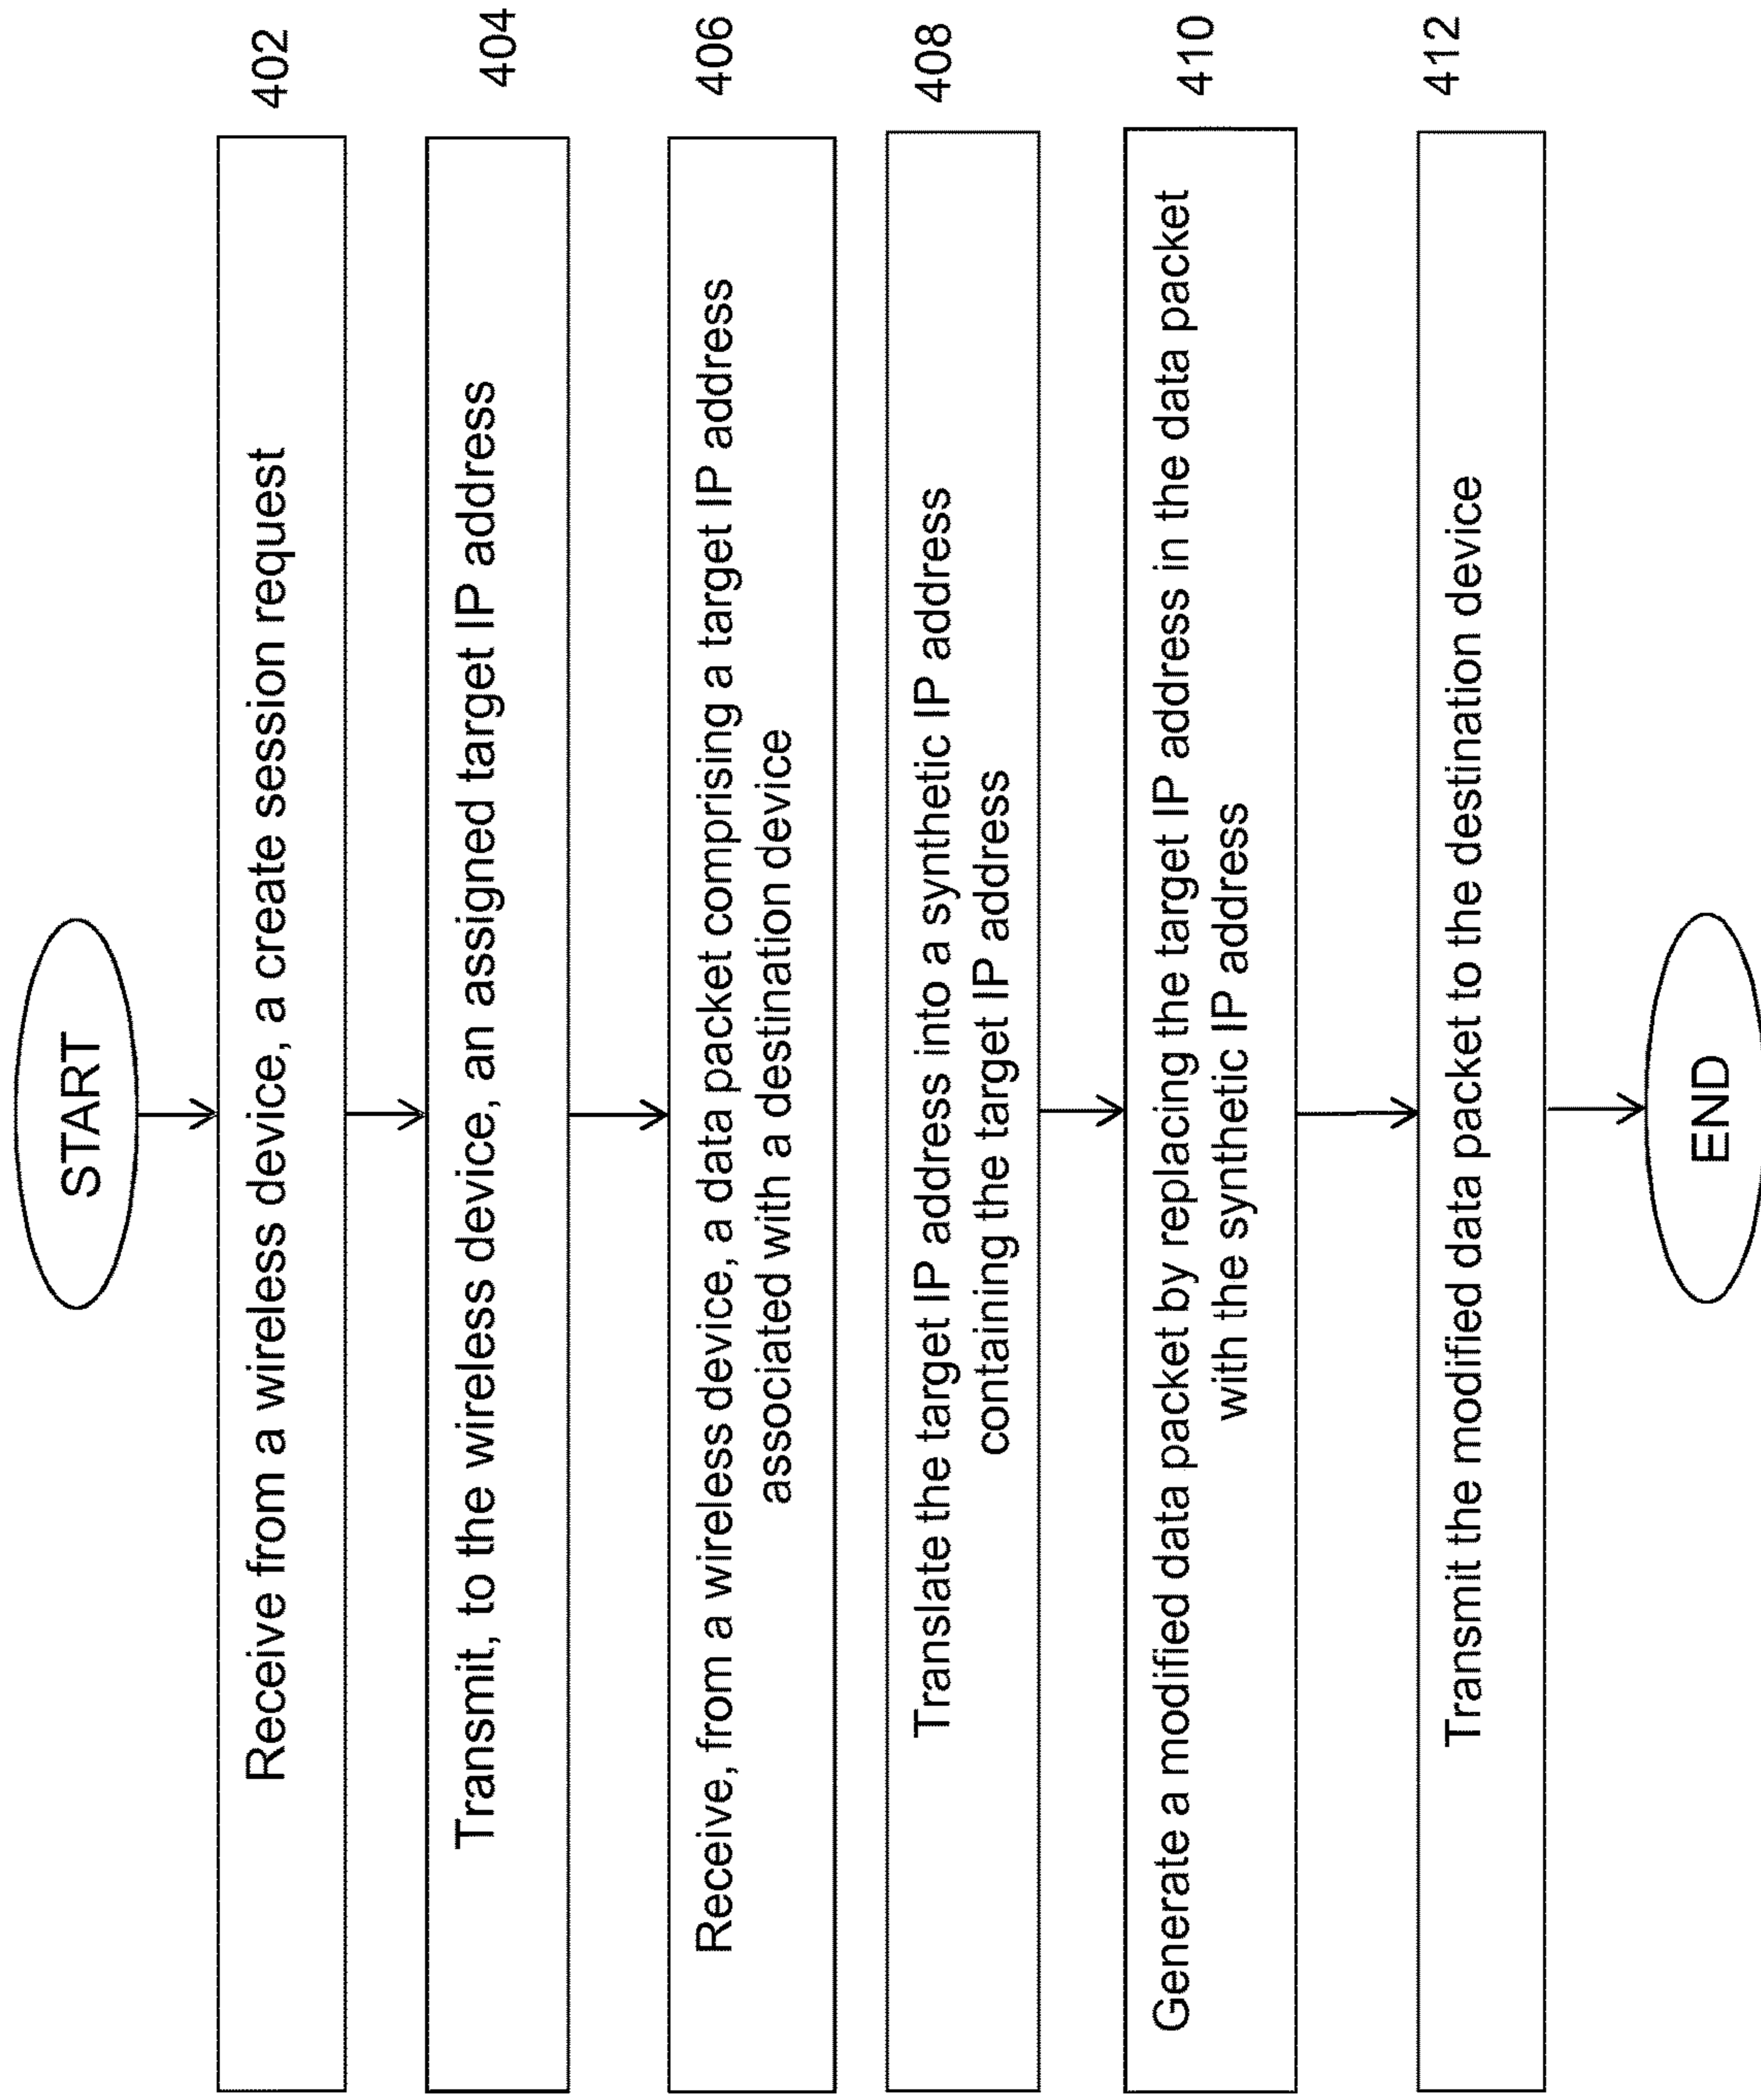 START
Receive from a wireless device, a create session request
402
Transmit, to the wireless device, an assigned target IP address
404
Receive, from a wireless device, a data packet comprising a target IP address
associated with a destination device
406
Translate the target IP address into a synthetic IP address
containing the target IP address
408
Generate a modified data packet by replacing the target IP address in the data packet
with the synthetic IP address
410
Transmit the modified data packet to the destination device
412
END